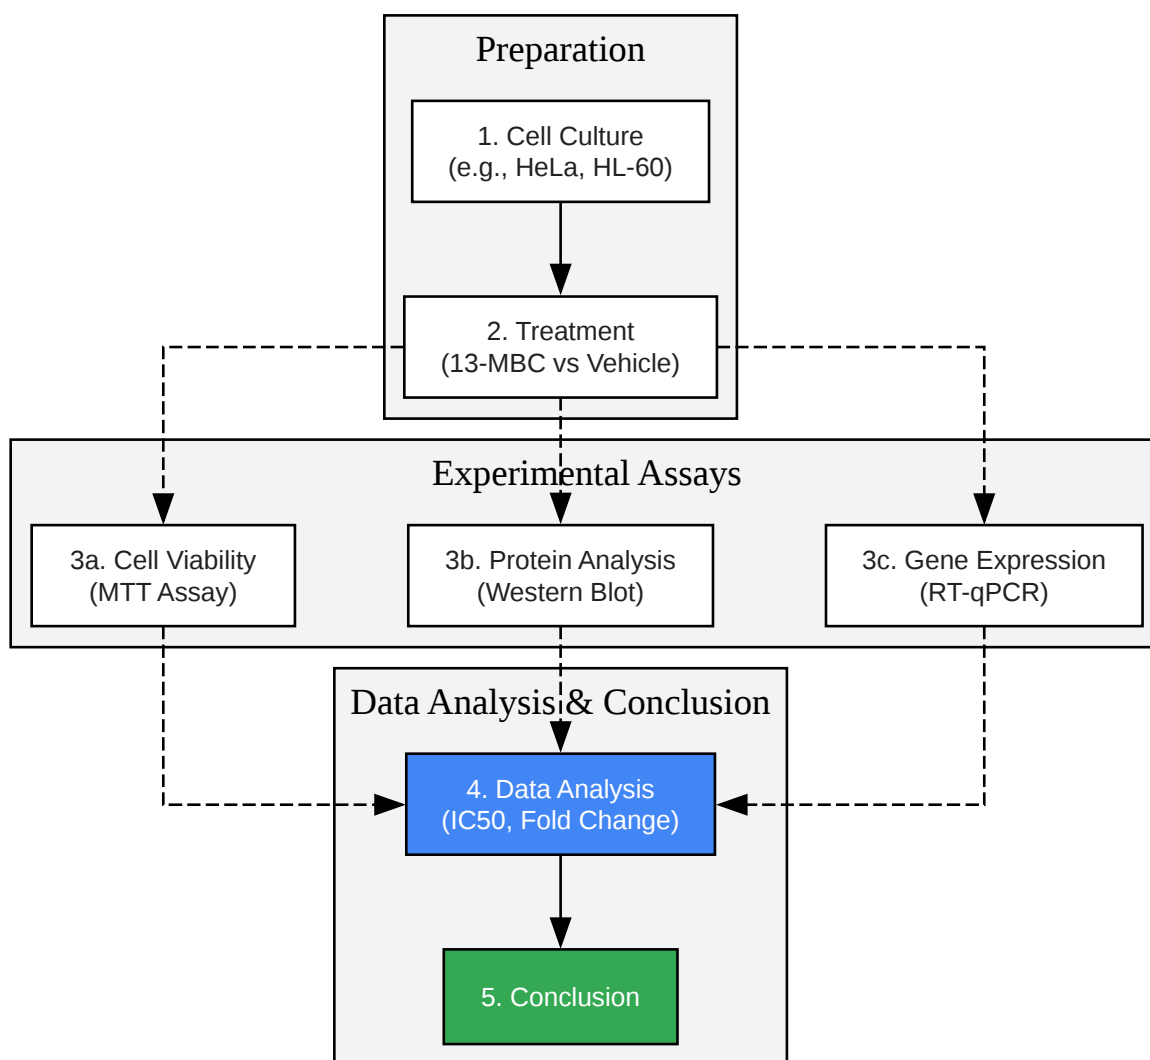 Preparation
1. Cell Culture
(e.g., HeLa, HL-60)
2. Treatment
(13-MBC vs Vehicle)
Experimental Assays
3a. Cell Viability
(MTT Assay)
3b. Protein Analysis
(Western Blot)
3c. Gene Expression
(RT-qPCR)
Data Analysis & Conclusion
4. Data Analysis
(IC50, Fold Change)
5. Conclusion